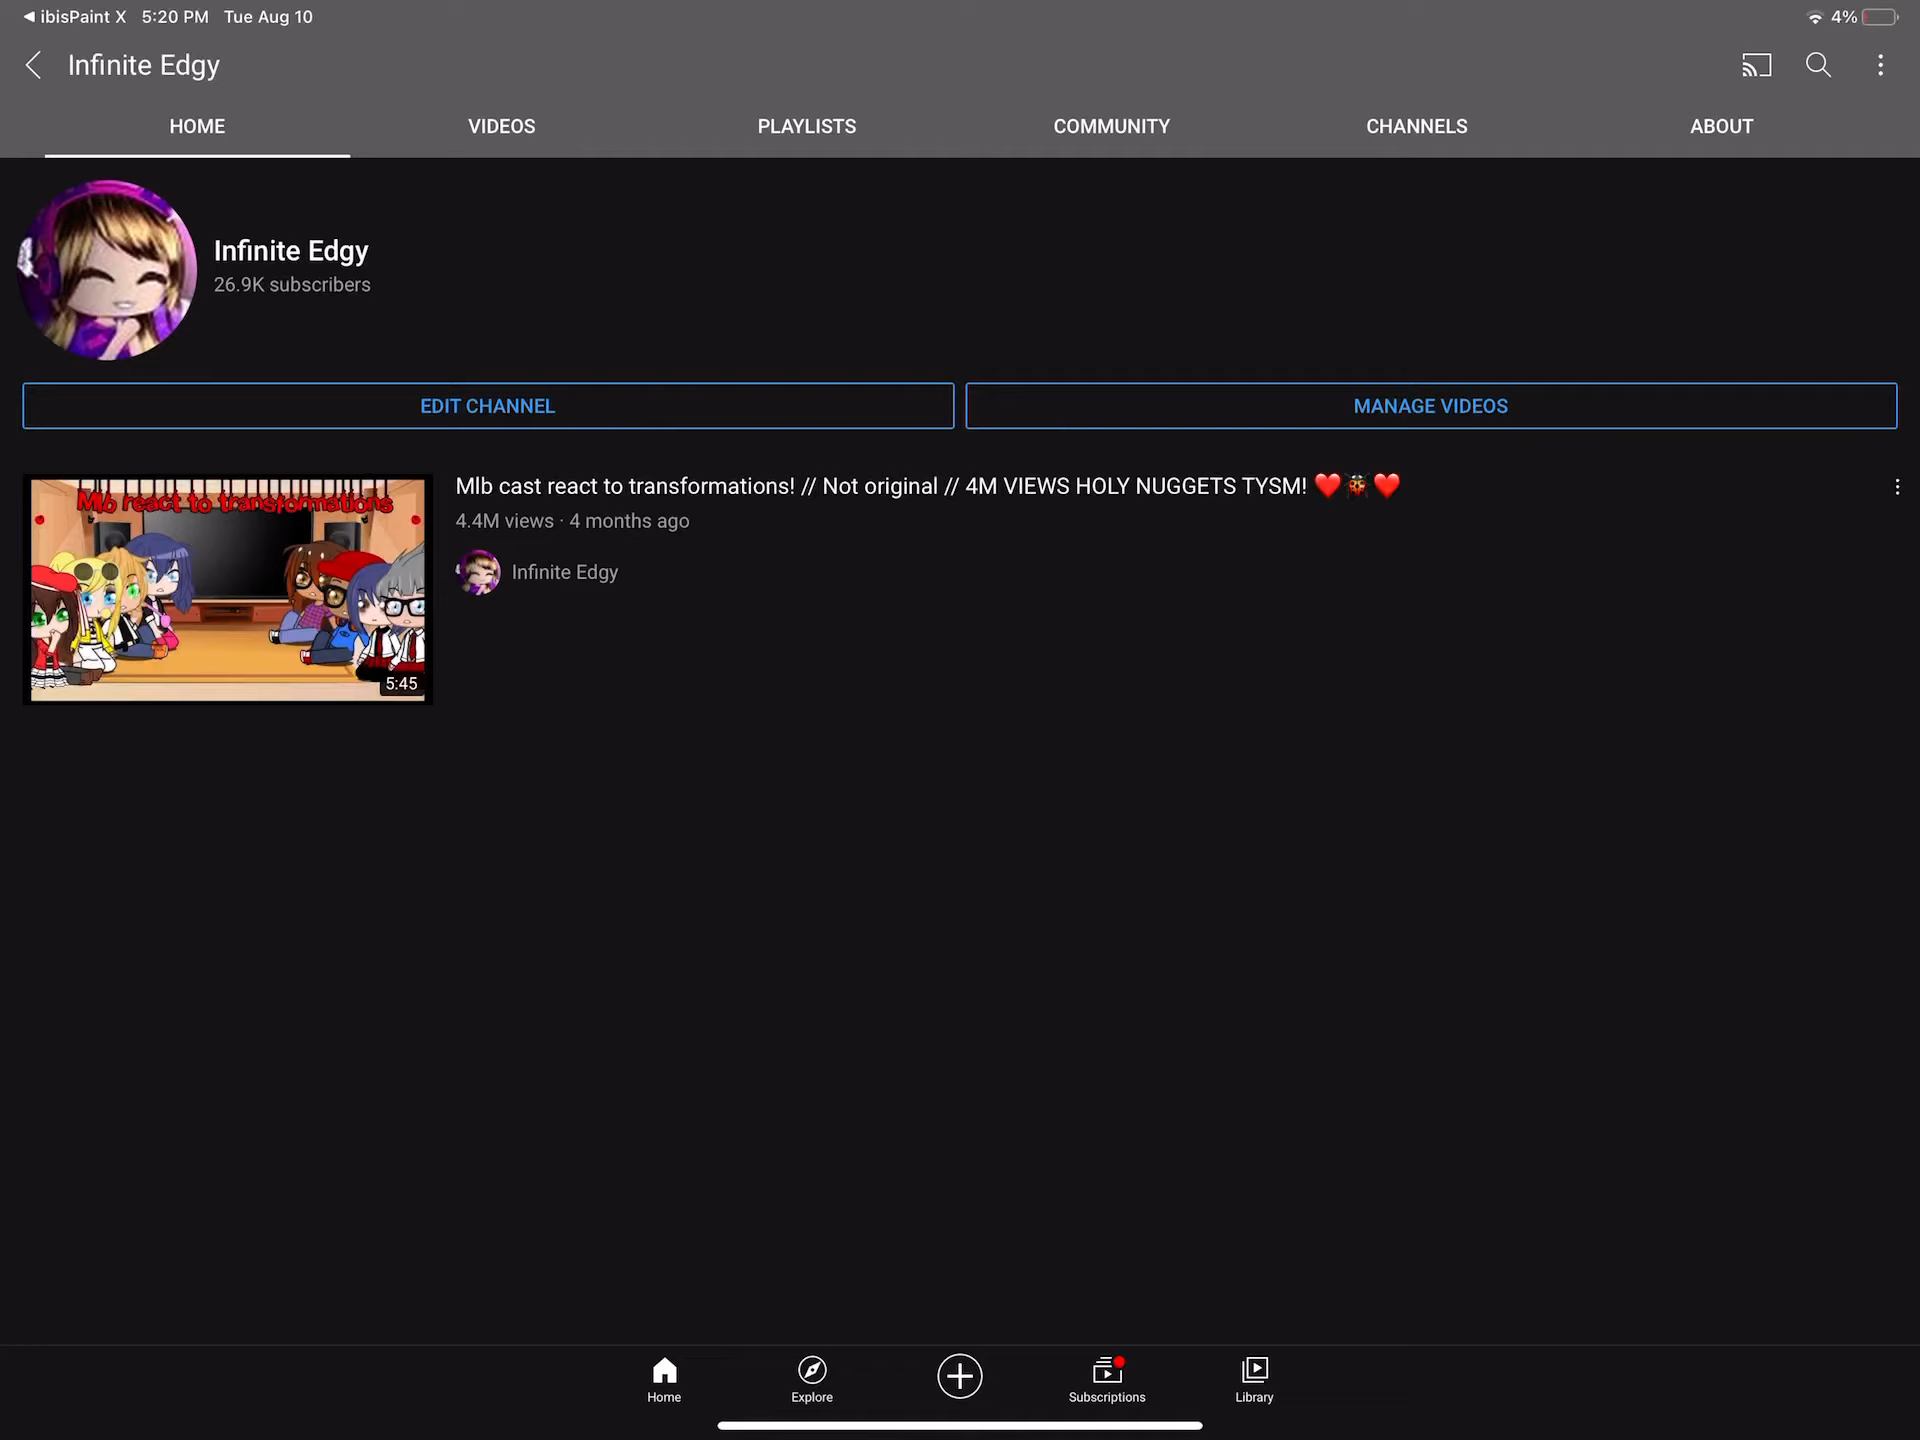 ibisPaint X 5:20 PM Tue Aug 10 4%
Infinite Edgy
HOME VIDEOS PLAYLISTS COMMUNITY CHANNELS ABOUT
Infinite Edgy
26.9K subscribers
EDIT CHANNEL MANAGE VIDEOS
Mlb react to transformations
5:45
Mlb cast react to transformations! // Not original // 4M VIEWS HOLY NUGGETS TYSM! ❤️🐞❤️
4.4M views · 4 months ago
Infinite Edgy
Home Explore Subscriptions Library